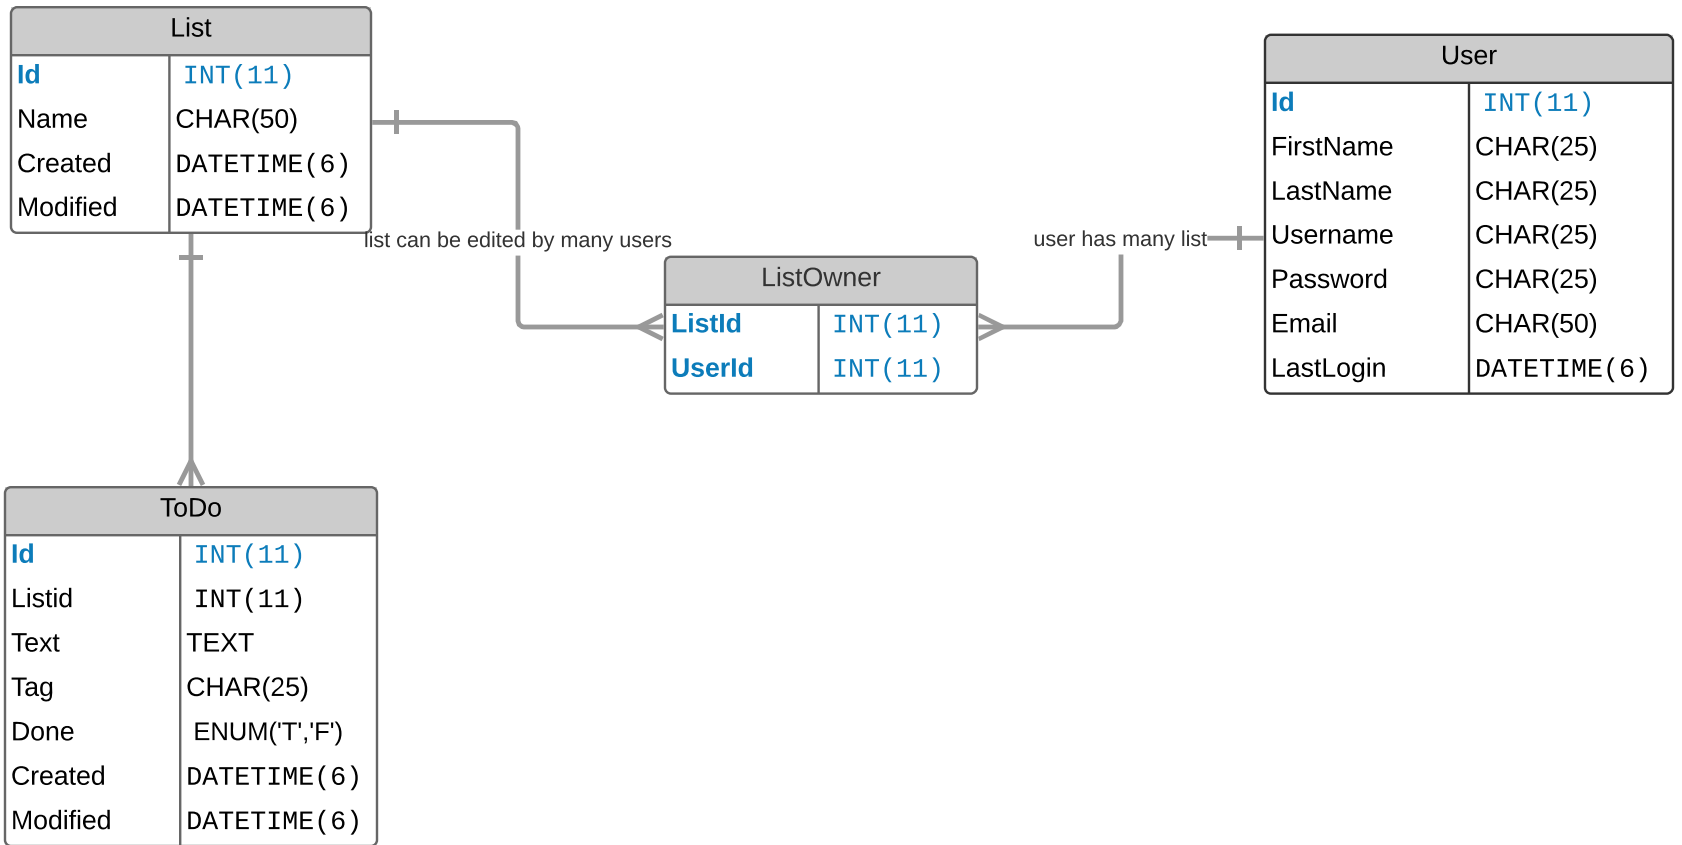 List
Id INT(11)
Name CHAR(50)
Created DATETIME(6)
Modified DATETIME(6)
list can be edited by many users
ListOwner
ListId INT(11)
UserId INT(11)
user has many list
User
Id INT(11)
FirstName CHAR(25)
LastName CHAR(25)
Username CHAR(25)
Password CHAR(25)
Email CHAR(50)
LastLogin DATETIME(6)
ToDo
Id INT(11)
Listid INT(11)
Text TEXT
Tag CHAR(25)
Done ENUM('T','F')
Created DATETIME(6)
Modified DATETIME(6)